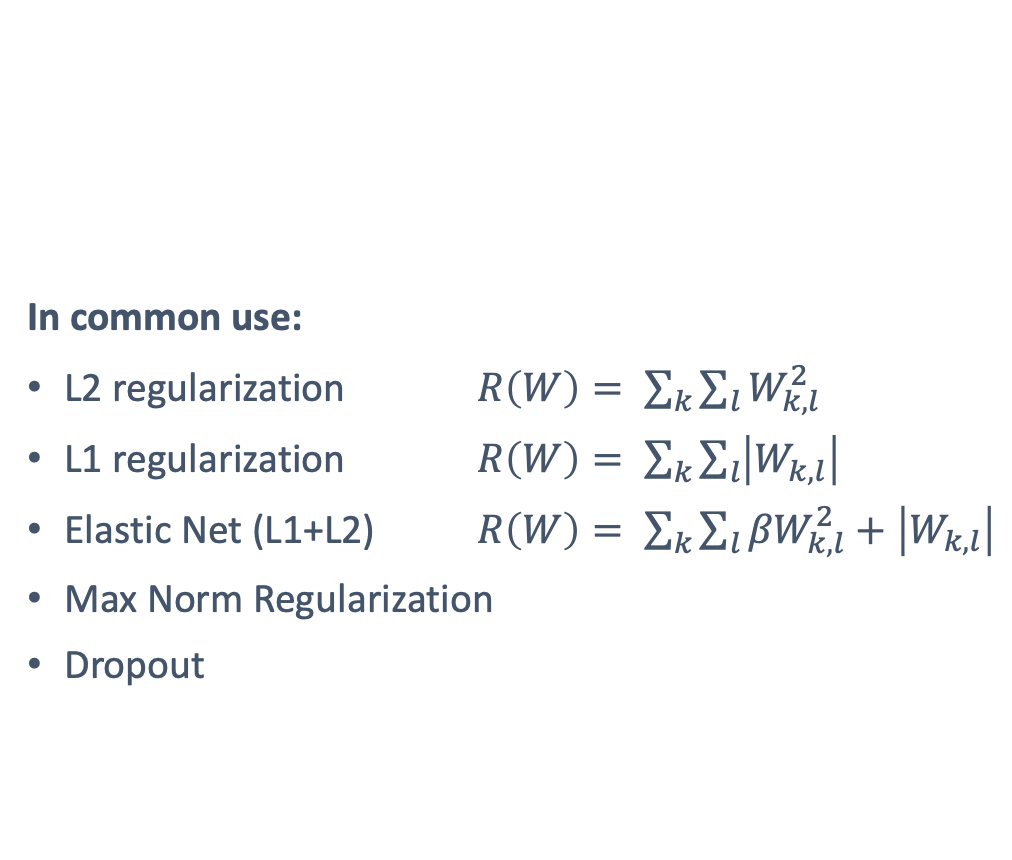 In common use:
• L2 regularization R(W) = ∑ₖ ∑ₗ W²ₖ,ₗ
• L1 regularization R(W) = ∑ₖ ∑ₗ |Wₖ,ₗ|
• Elastic Net (L1+L2) R(W) = ∑ₖ ∑ₗ βW²ₖ,ₗ + |Wₖ,ₗ|
• Max Norm Regularization
• Dropout